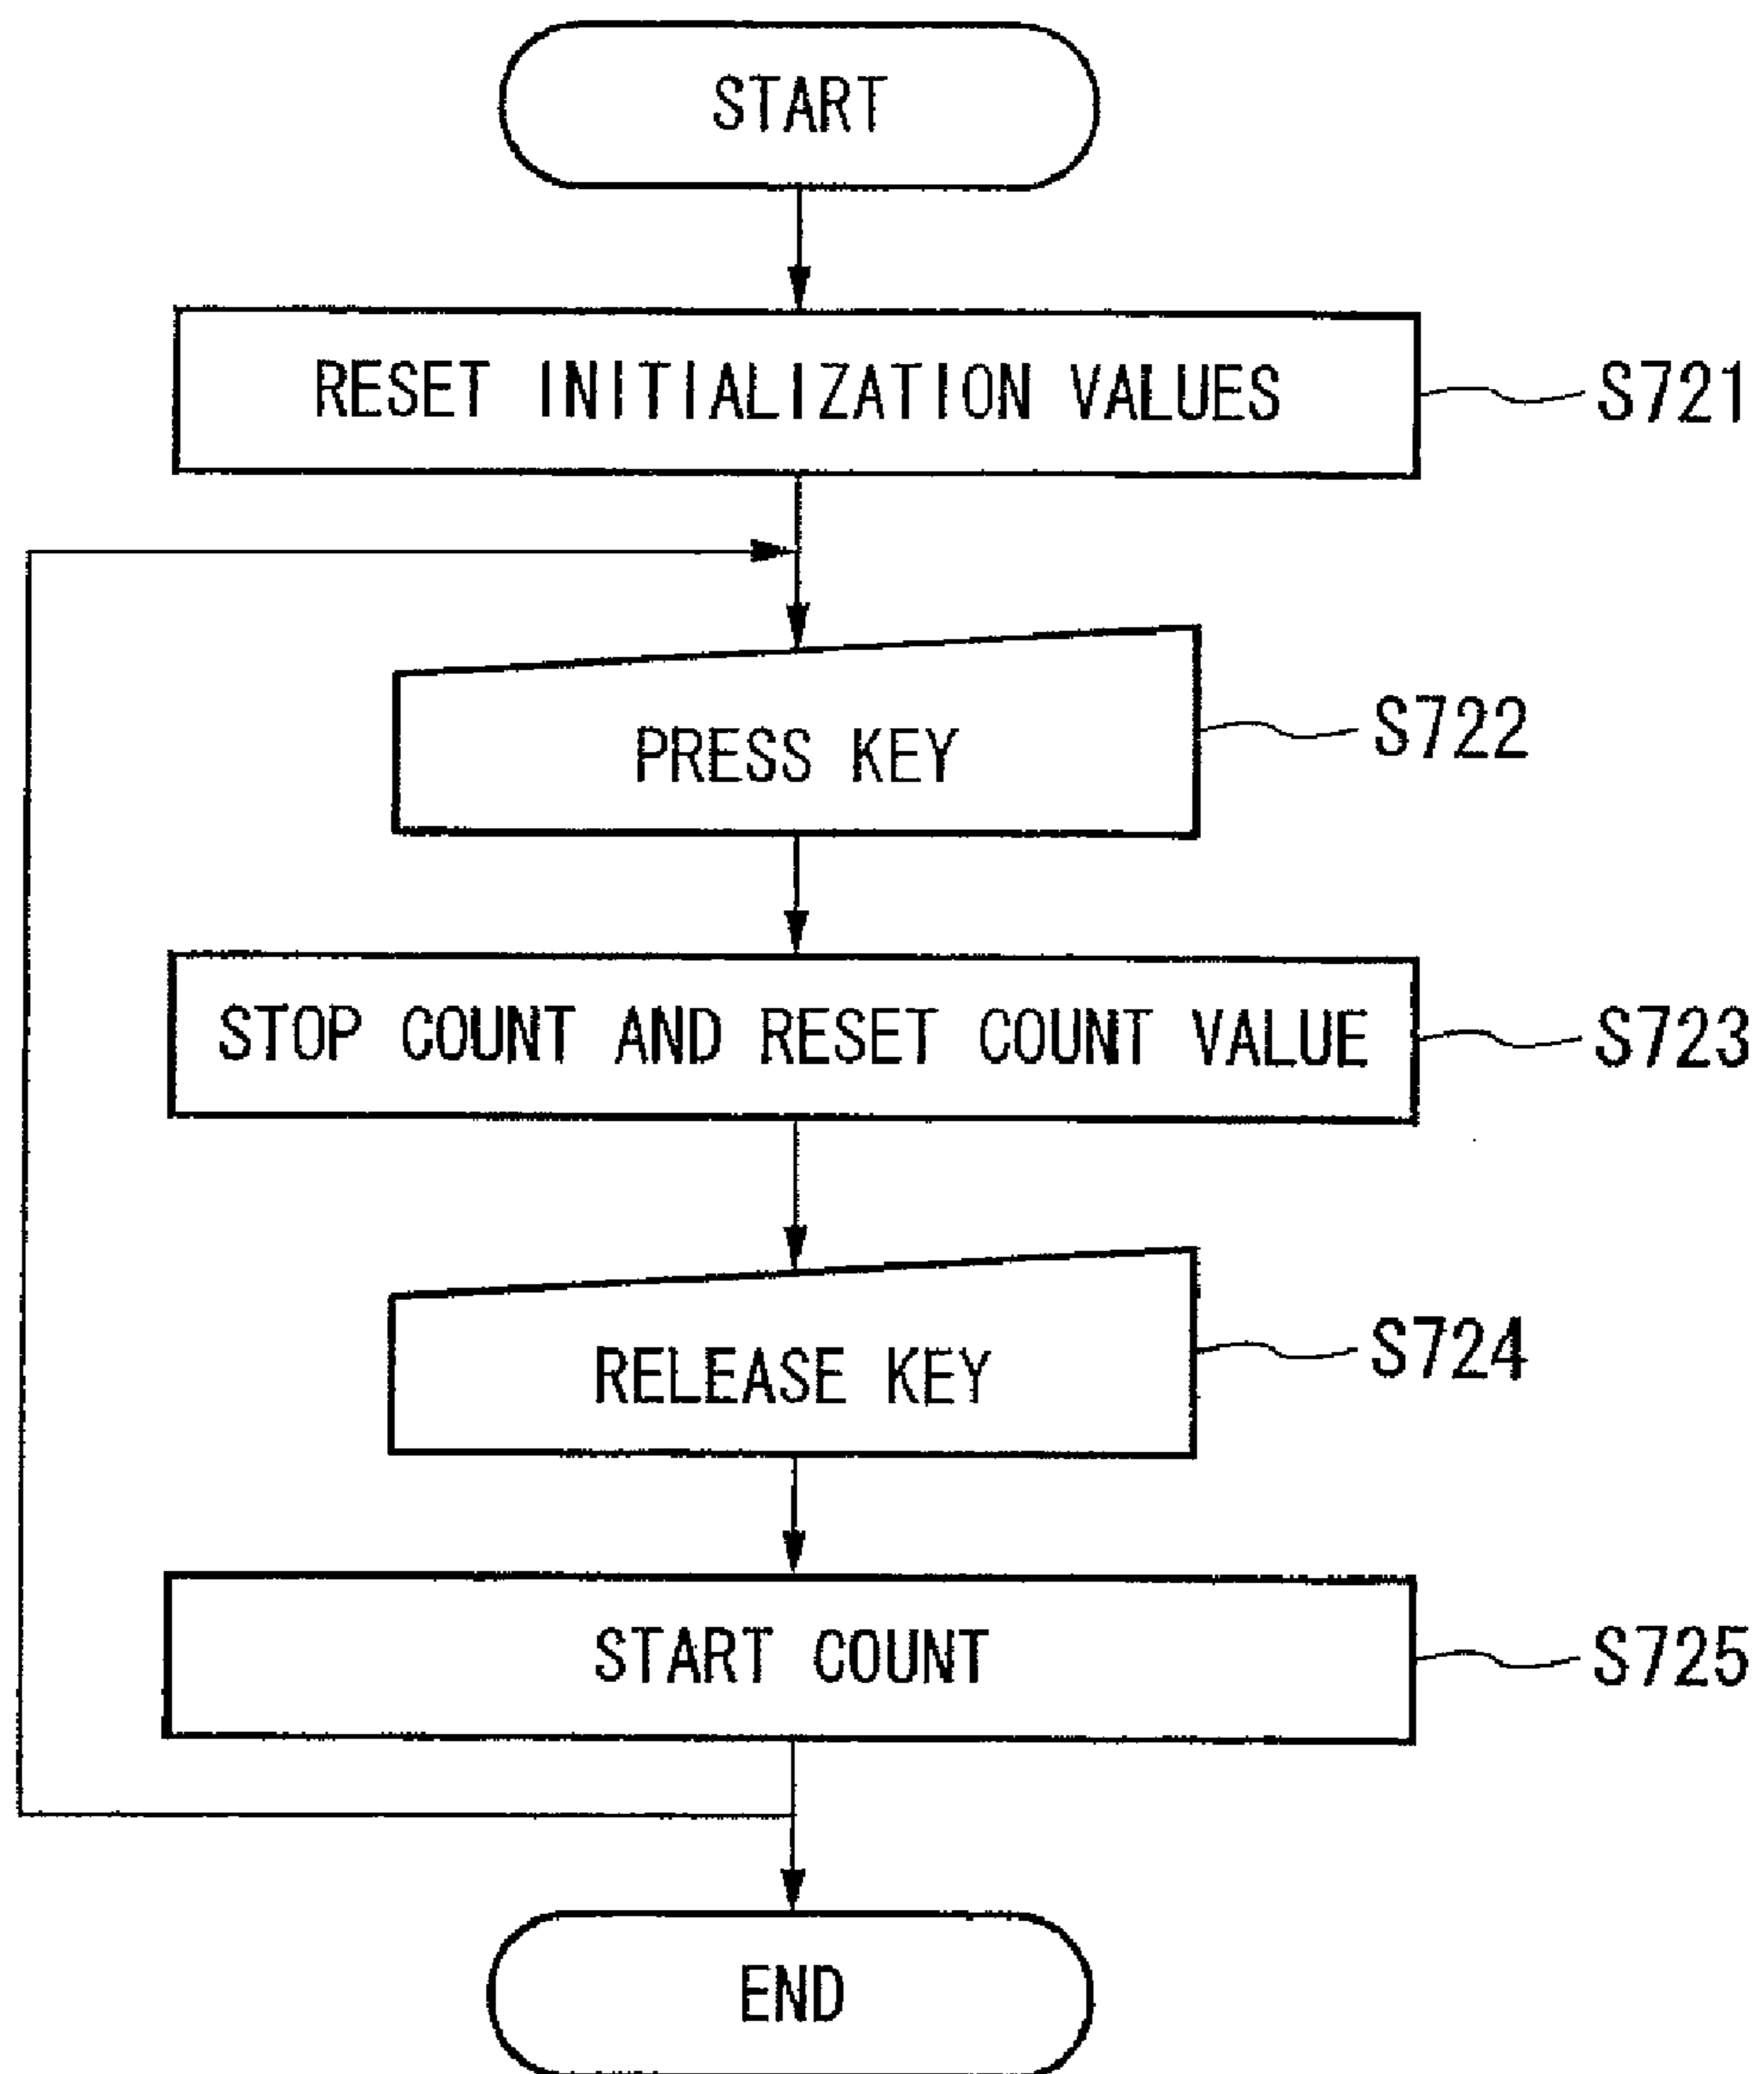 START
RESET INITIALIZATION VALUES
S721
PRESS KEY
S722
STOP COUNT AND RESET COUNT VALUE
S723
RELEASE KEY
S724
START COUNT
S725
END